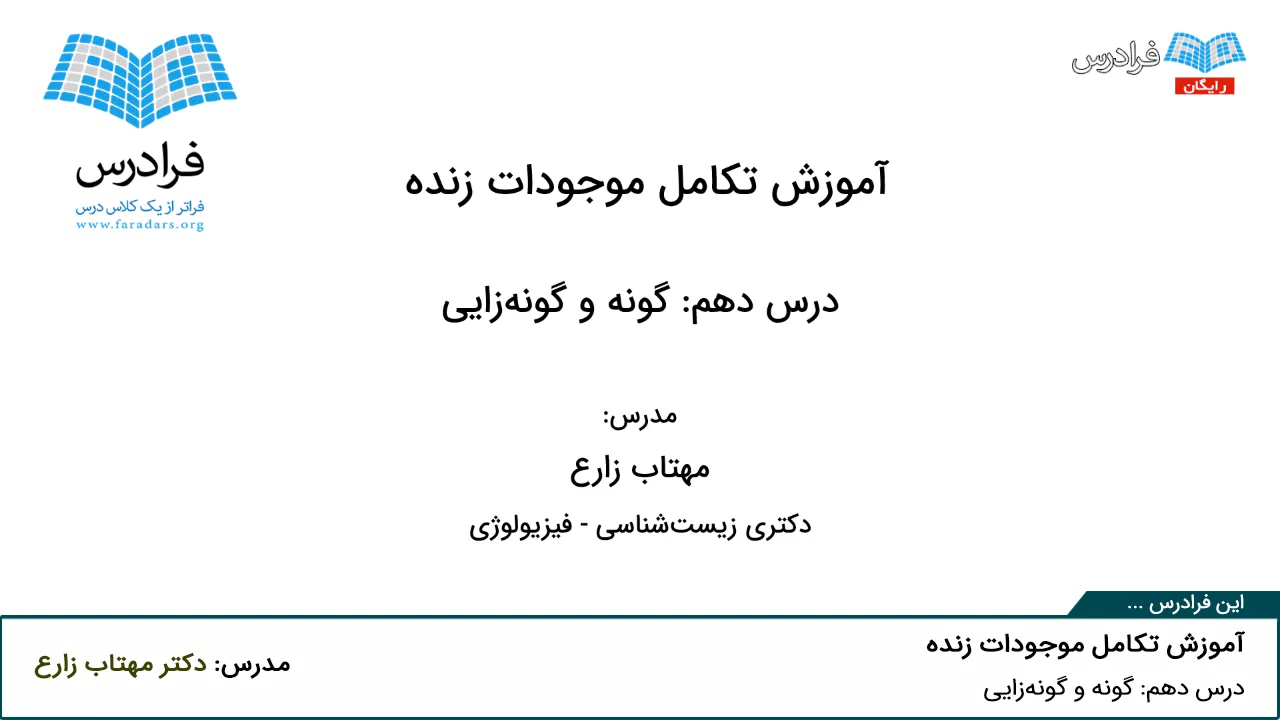 فرادرس
رایگان
فرادرس
فراتر از یک کلاس درس
www.faradars.org
آموزش تکامل موجودات زنده
درس دهم: گونه و گونه‌زایی
مدرس:
مهتاب زارع
دکتری زیست‌شناسی - فیزیولوژی
این فرادرس ...
آموزش تکامل موجودات زنده
درس دهم: گونه و گونه‌زایی
مدرس: دکتر مهتاب زارع